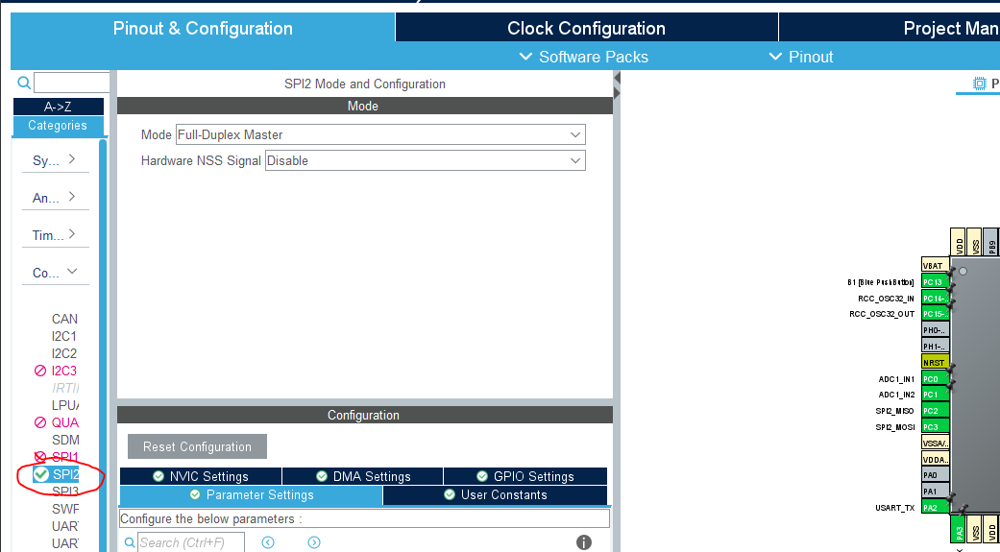 Pinout & Configuration
Clock Configuration
Project Man
Software Packs
Pinout
A->Z
Categories
Sy...
An...
Tim...
Co...
CAN
I2C1
I2C2
I2C3
IRTII
LPUA
QUA
SDM
SPI1
SPI2
SPI3
SWF
UAR
UAR
SPI2 Mode and Configuration
Mode
Mode Full-Duplex Master
Hardware NSS Signal Disable
Configuration
Reset Configuration
NVIC Settings
DMA Settings
GPIO Settings
Parameter Settings
User Constants
Configure the below parameters :
Search (Ctrl+F)
P
VDD
VSS
PB9
VBAT
B1 [Blue PushButton] PC13
RCC_OSC32_IN PC14-..
RCC_OSC32_OUT PC15-..
PH0-..
PH1-..
NRST
ADC1_IN1 PC0
ADC1_IN2 PC1
SPI2_MISO PC2
SPI2_MOSI PC3
VSSA/..
VDDA..
PA0
PA1
USART_TX PA2
PA3
VSS
VDD